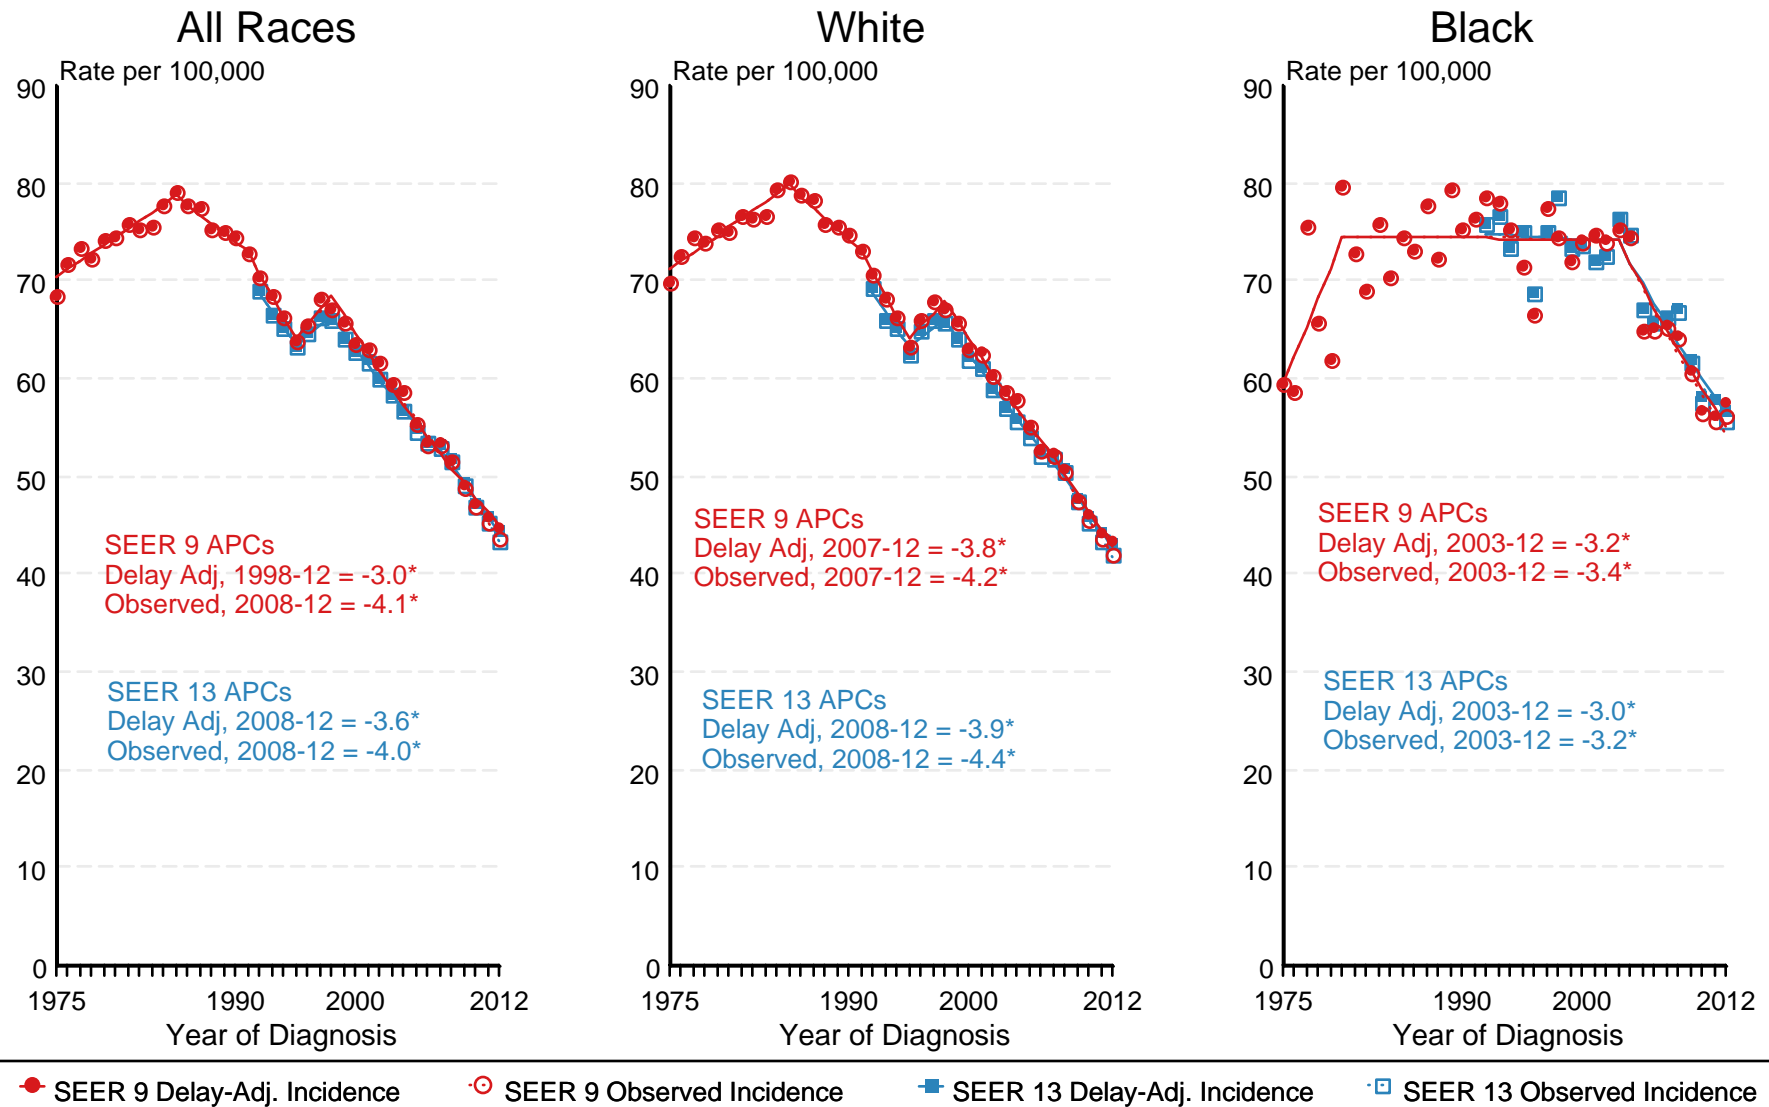 All Races
Rate per 100,000
90
80
70
60
50
40
30
20
10
0
SEER 9 APCs
Delay Adj, 1998-12 = -3.0*
Observed, 2008-12 = -4.1*
SEER 13 APCs
Delay Adj, 2008-12 = -3.6*
Observed, 2008-12 = -4.0*
1975 1990 2000 2012
Year of Diagnosis
White
Rate per 100,000
90
80
70
60
50
40
30
20
10
0
SEER 9 APCs
Delay Adj, 2007-12 = -3.8*
Observed, 2007-12 = -4.2*
SEER 13 APCs
Delay Adj, 2008-12 = -3.9*
Observed, 2008-12 = -4.4*
1975 1990 2000 2012
Year of Diagnosis
Black
Rate per 100,000
90
80
70
60
50
40
30
20
10
0
SEER 9 APCs
Delay Adj, 2003-12 = -3.2*
Observed, 2003-12 = -3.4*
SEER 13 APCs
Delay Adj, 2003-12 = -3.0*
Observed, 2003-12 = -3.2*
1975 1990 2000 2012
Year of Diagnosis
SEER 9 Delay-Adj. Incidence SEER 9 Observed Incidence SEER 13 Delay-Adj. Incidence SEER 13 Observed Incidence